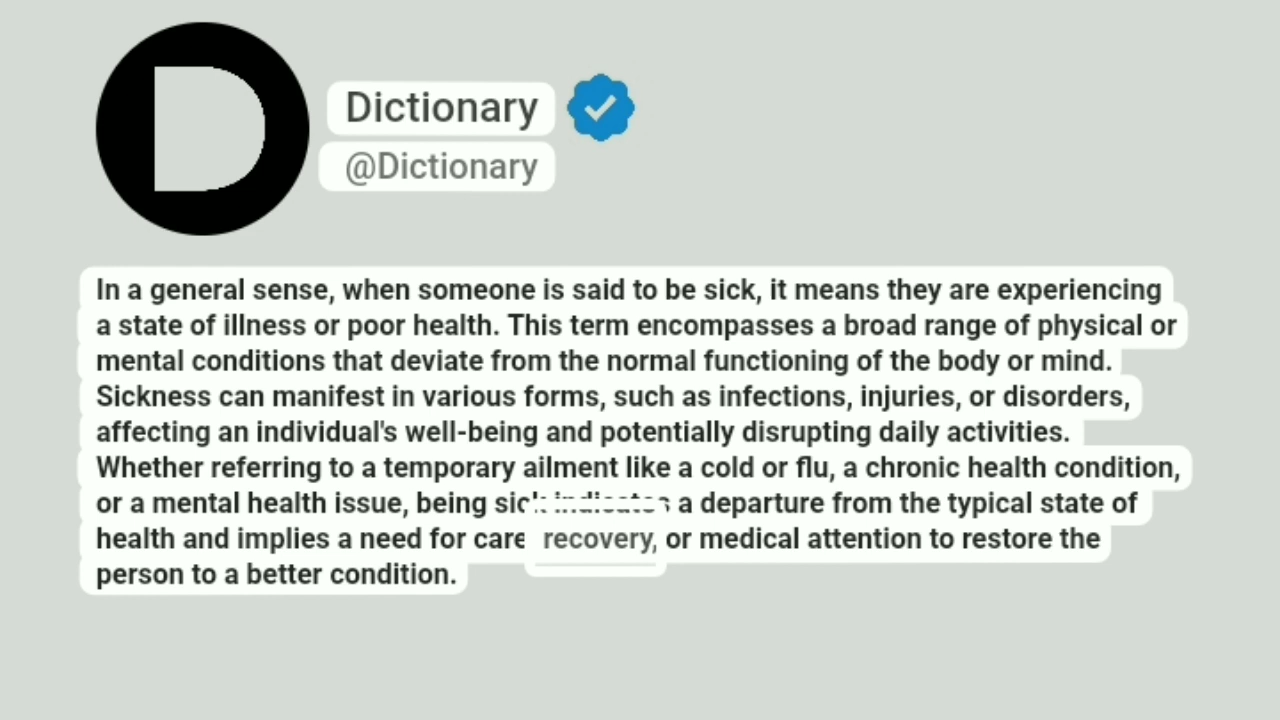 D
Dictionary
@Dictionary
In a general sense, when someone is said to be sick, it means they are experiencing
a state of illness or poor health. This term encompasses a broad range of physical or
mental conditions that deviate from the normal functioning of the body or mind.
Sickness can manifest in various forms, such as infections, injuries, or disorders,
affecting an individual's well-being and potentially disrupting daily activities.
Whether referring to a temporary ailment like a cold or flu, a chronic health condition,
or a mental health issue, being sick indicates a departure from the typical state of
health and implies a need for care recovery, or medical attention to restore the
person to a better condition.